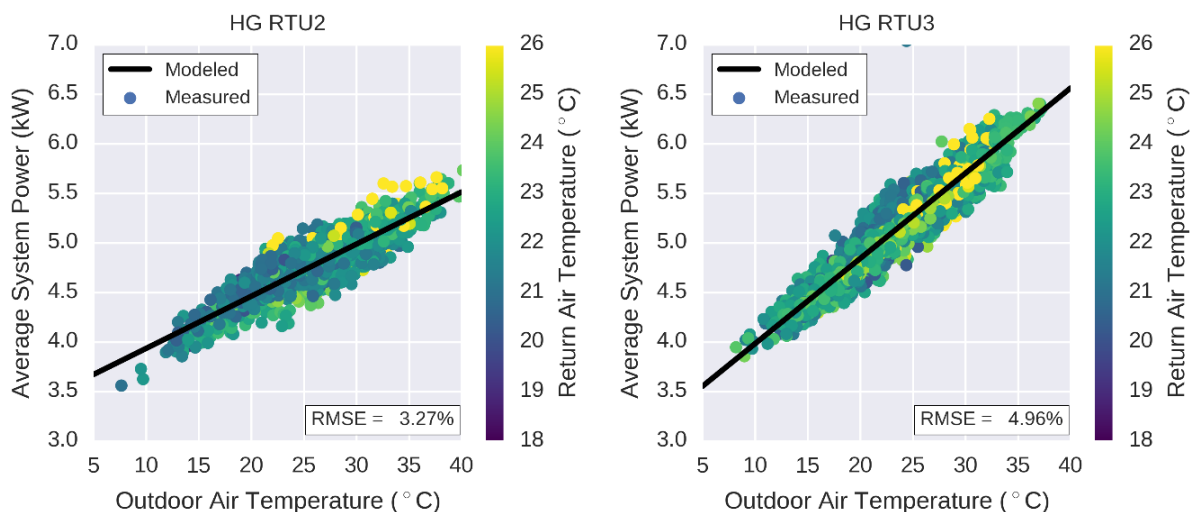 HG RTU2
Average System Power (kW)
7.0
6.5
6.0
5.5
5.0
4.5
4.0
3.5
3.0
Modeled
Measured
RMSE = 3.27%
5 10 15 20 25 30 35 40
Outdoor Air Temperature (°C)
26
25
24
23
22
21
20
19
18
Return Air Temperature (°C)
HG RTU3
Average System Power (kW)
7.0
6.5
6.0
5.5
5.0
4.5
4.0
3.5
3.0
Modeled
Measured
RMSE = 4.96%
5 10 15 20 25 30 35 40
Outdoor Air Temperature (°C)
26
25
24
23
22
21
20
19
18
Return Air Temperature (°C)